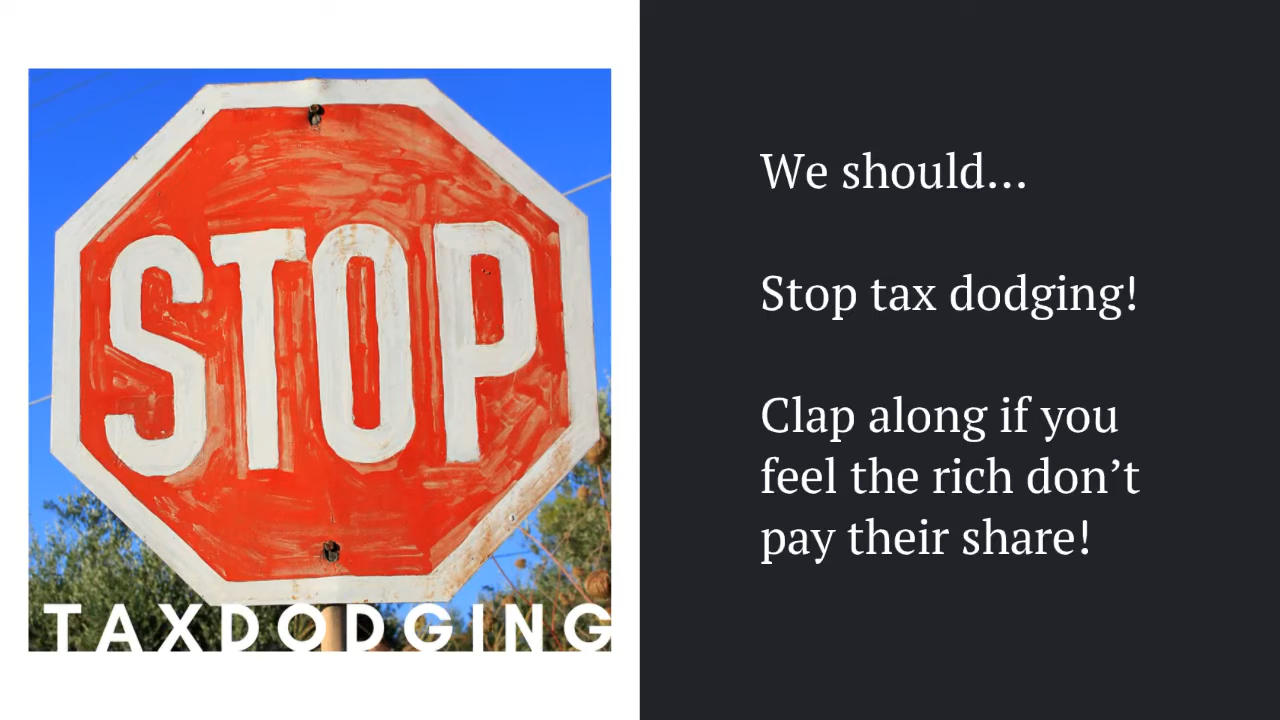 STOP
TAXDODGING
We should...
Stop tax dodging!
Clap along if you
feel the rich don’t
pay their share!